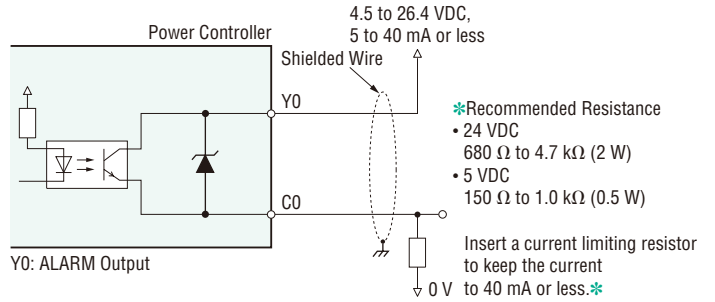 4.5 to 26.4 VDC,
5 to 40 mA or less
Power Controller
Shielded Wire
Y0
✻Recommended Resistance
• 24 VDC
680 Ω to 4.7 kΩ (2 W)
• 5 VDC
150 Ω to 1.0 kΩ (0.5 W)
C0
Y0: ALARM Output
Insert a current limiting resistor
to keep the current
0 V to 40 mA or less.✻